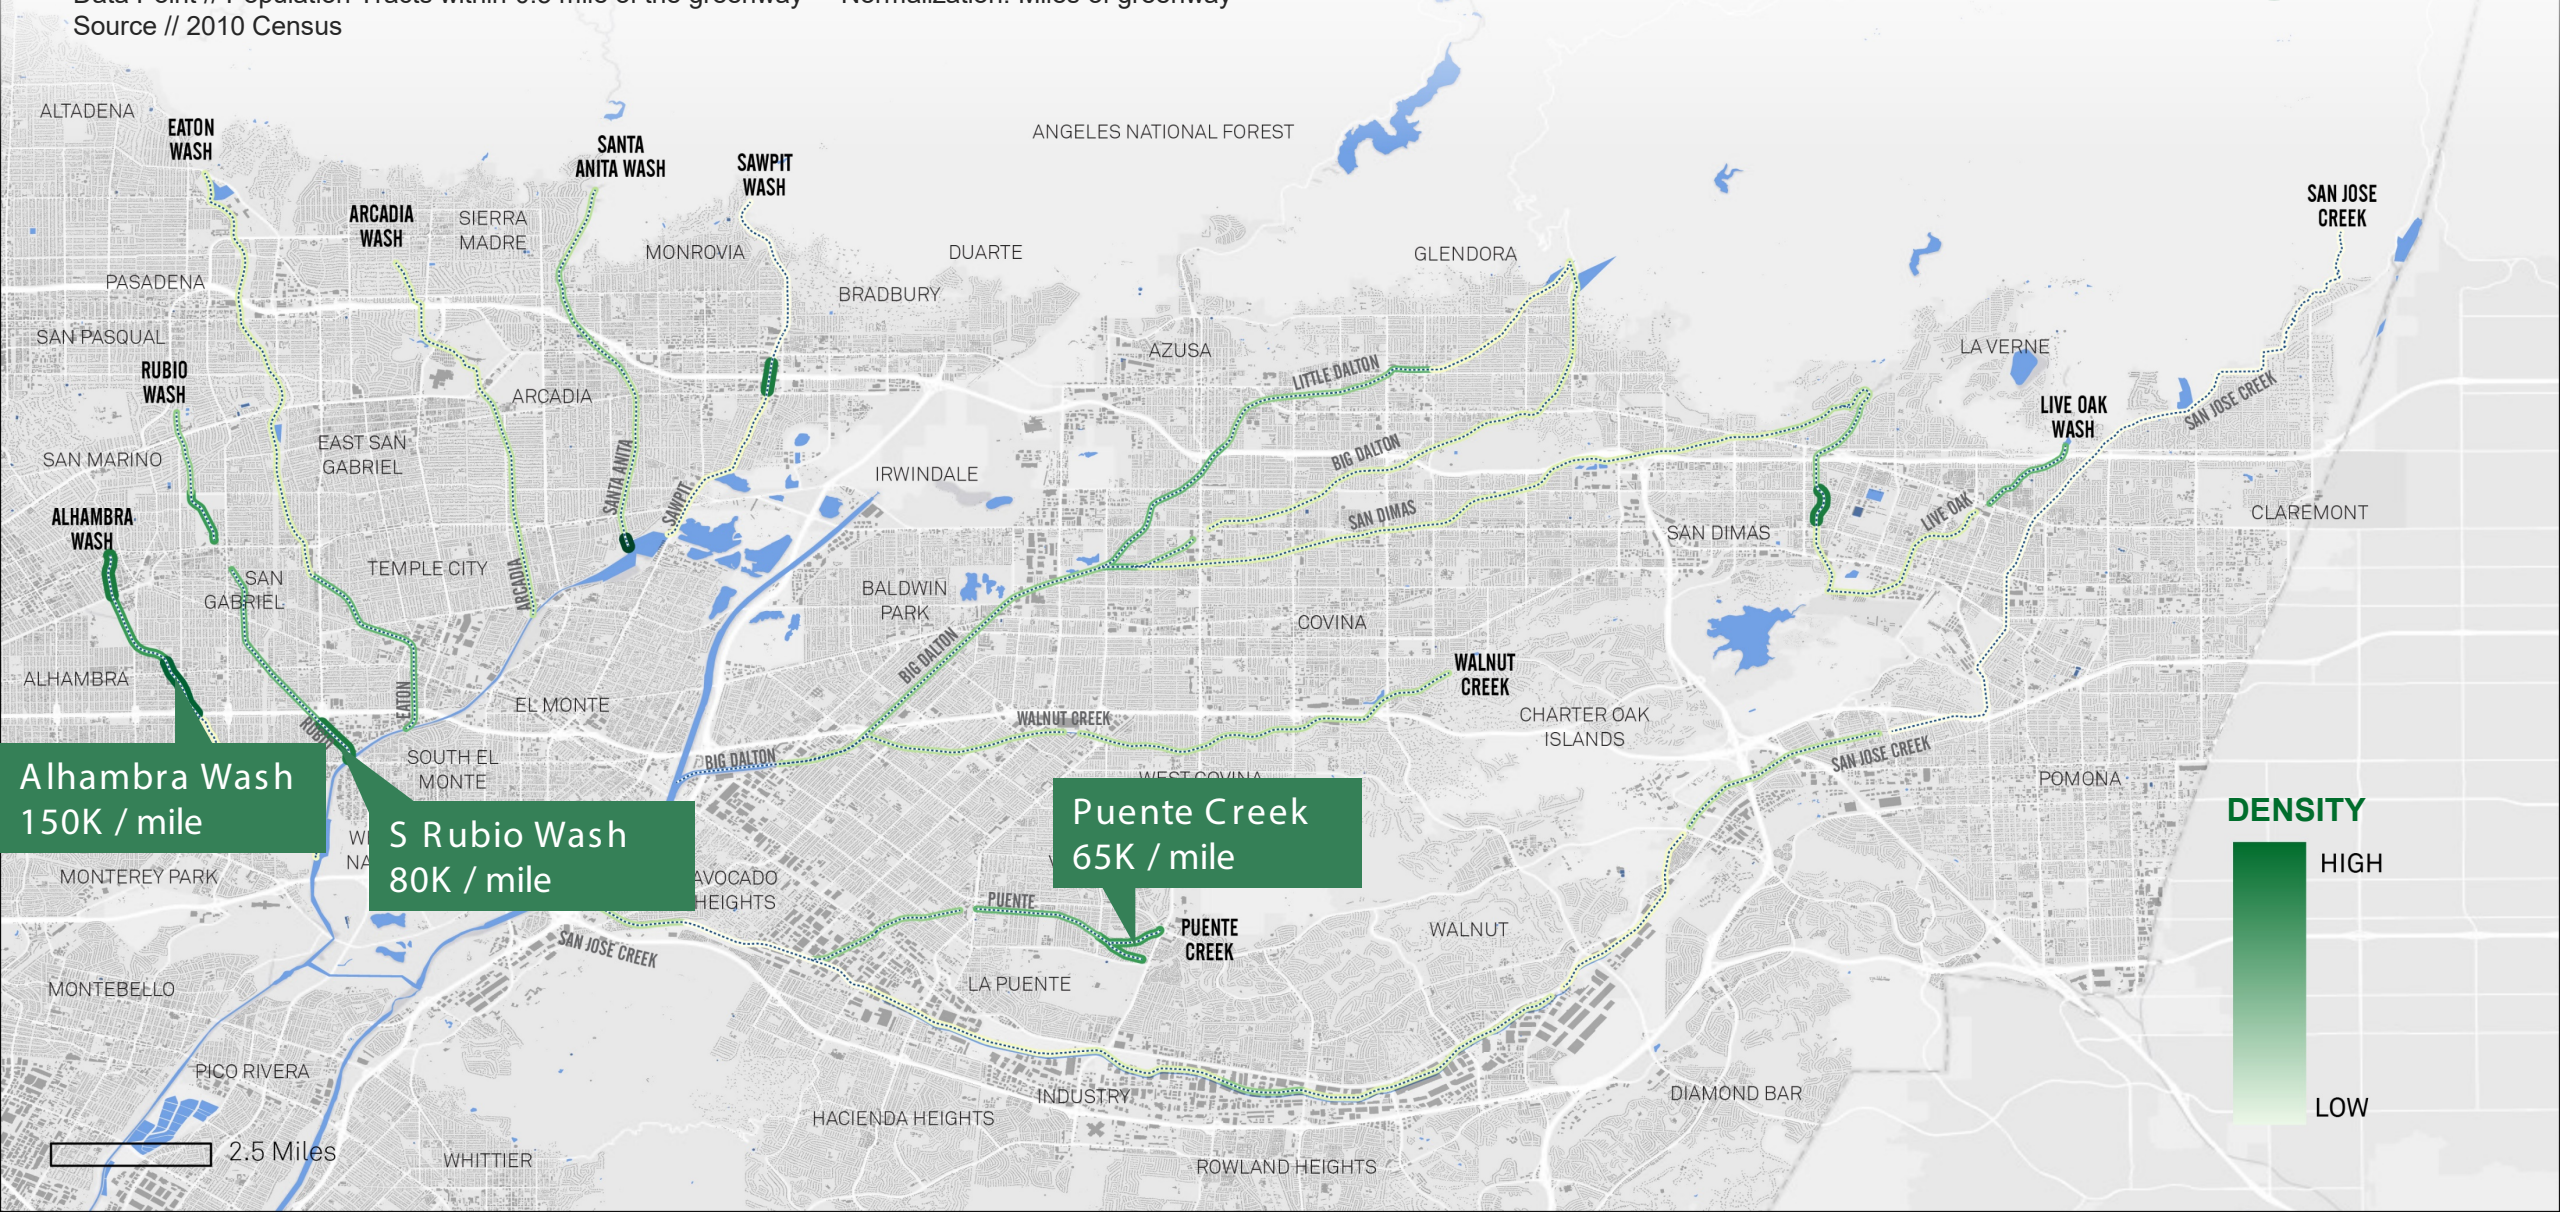 Source // 2010 Census
ALTADENA
EATON
WASH
SANTA
ANITA WASH
SAWPIT
WASH
ANGELES NATIONAL FOREST
SAN JOSE
CREEK
ARCADIA
WASH
SIERRA
MADRE
MONROVIA
DUARTE
GLENDORA
PASADENA
BRADBURY
SAN PASQUAL
AZUSA
LA VERNE
RUBIO
WASH
LITTLE DALTON
ARCADIA
SAN JOSE CREEK
LIVE OAK
WASH
EAST SAN
GABRIEL
SAN MARINO
BIG DALTON
SANTA ANITA
SAWPIT
IRWINDALE
ALHAMBRA
WASH
SAN DIMAS
LIVE OAK
CLAREMONT
SAN DIMAS
TEMPLE CITY
ARCADIA
SAN
GABRIEL
BALDWIN
PARK
COVINA
BIG DALTON
ALHAMBRA
WALNUT
CREEK
EATON
EL MONTE
WALNUT CREEK
CHARTER OAK
ISLANDS
SOUTH EL
MONTE
BIG DALTON
SAN JOSE CREEK
WEST COVINA
POMONA
Alhambra Wash
150K / mile
S Rubio Wash
80K / mile
Puente Creek
65K / mile
DENSITY
HIGH
LOW
MONTEREY PARK
AVOCADO
HEIGHTS
PUENTE
PUENTE
CREEK
WALNUT
SAN JOSE CREEK
LA PUENTE
MONTEBELLO
PICO RIVERA
INDUSTRY
DIAMOND BAR
HACIENDA HEIGHTS
2.5 Miles
WHITTIER
ROWLAND HEIGHTS